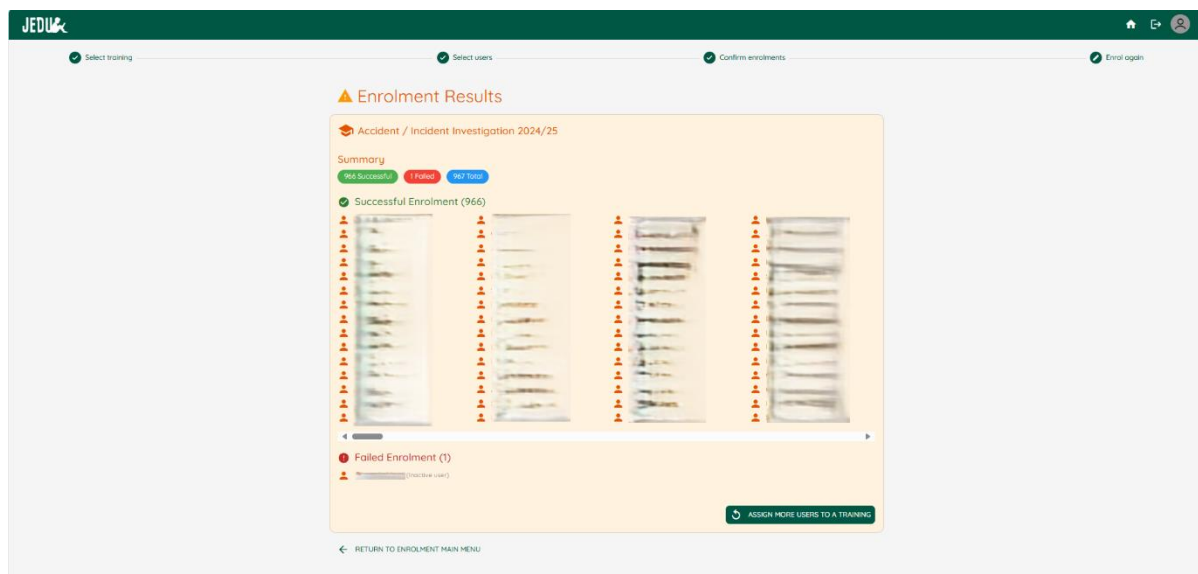 JEDU
Select training
Select users
Confirm enrolments
Enrol again
Enrolment Results
Accident / Incident Investigation 2024/25
Summary
966 Successful 1 Failed 967 Total
Successful Enrolment (966)
Failed Enrolment (1)
(inactive user)
ASSIGN MORE USERS TO A TRAINING
RETURN TO ENROLMENT MAIN MENU